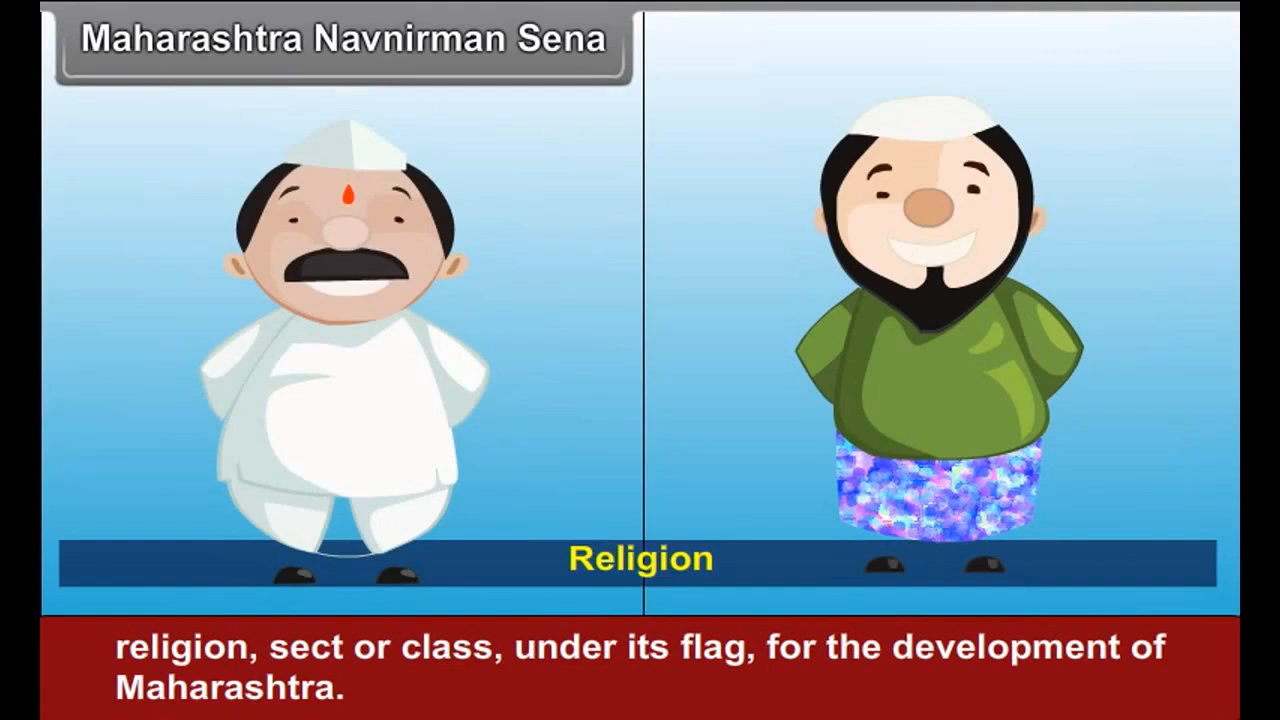 Maharashtra Navnirman Sena
Religion
religion, sect or class, under its flag, for the development of
Maharashtra.